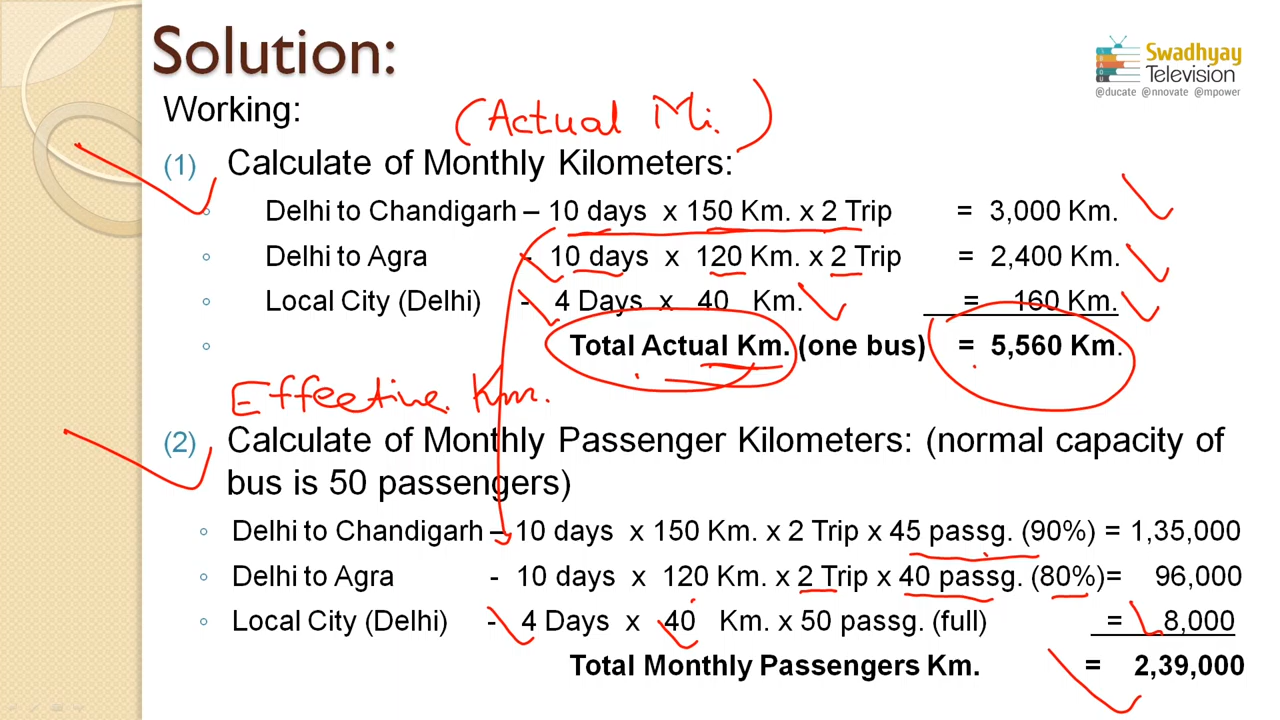 Solution:
Swadhyay
Television
@ducate @nnovate @mpower
Working:
(Actual Mi.)
(1) Calculate of Monthly Kilometers:
Delhi to Chandigarh – 10 days x 150 Km. x 2 Trip = 3,000 Km.
Delhi to Agra - 10 days x 120 Km. x 2 Trip = 2,400 Km.
Local City (Delhi) - 4 Days x 40 Km. = 160 Km.
Total Actual Km. (one bus) = 5,560 Km.
Effective. Km.
(2) Calculate of Monthly Passenger Kilometers: (normal capacity of
bus is 50 passengers)
Delhi to Chandigarh – 10 days x 150 Km. x 2 Trip x 45 passg. (90%) = 1,35,000
Delhi to Agra - 10 days x 120 Km. x 2 Trip x 40 passg. (80%)= 96,000
Local City (Delhi) - 4 Days x 40 Km. x 50 passg. (full) = 8,000
Total Monthly Passengers Km. = 2,39,000